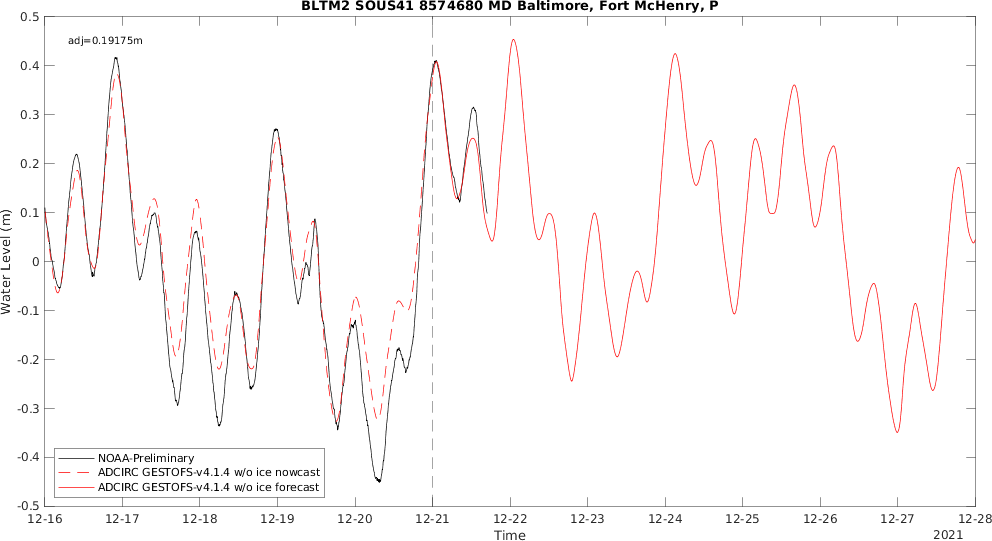 BLTM2 SOUS41 8574680 MD Baltimore, Fort McHenry, P
adj=0.19175m
0.5
0.4
0.3
0.2
0.1
0
-0.1
-0.2
-0.3
-0.4
-0.5
Water Level (m)
NOAA-Preliminary
ADCIRC GESTOFS-v4.1.4 w/o ice nowcast
ADCIRC GESTOFS-v4.1.4 w/o ice forecast
12-16 12-17 12-18 12-19 12-20 12-21 12-22 12-23 12-24 12-25 12-26 12-27 12-28
Time
2021